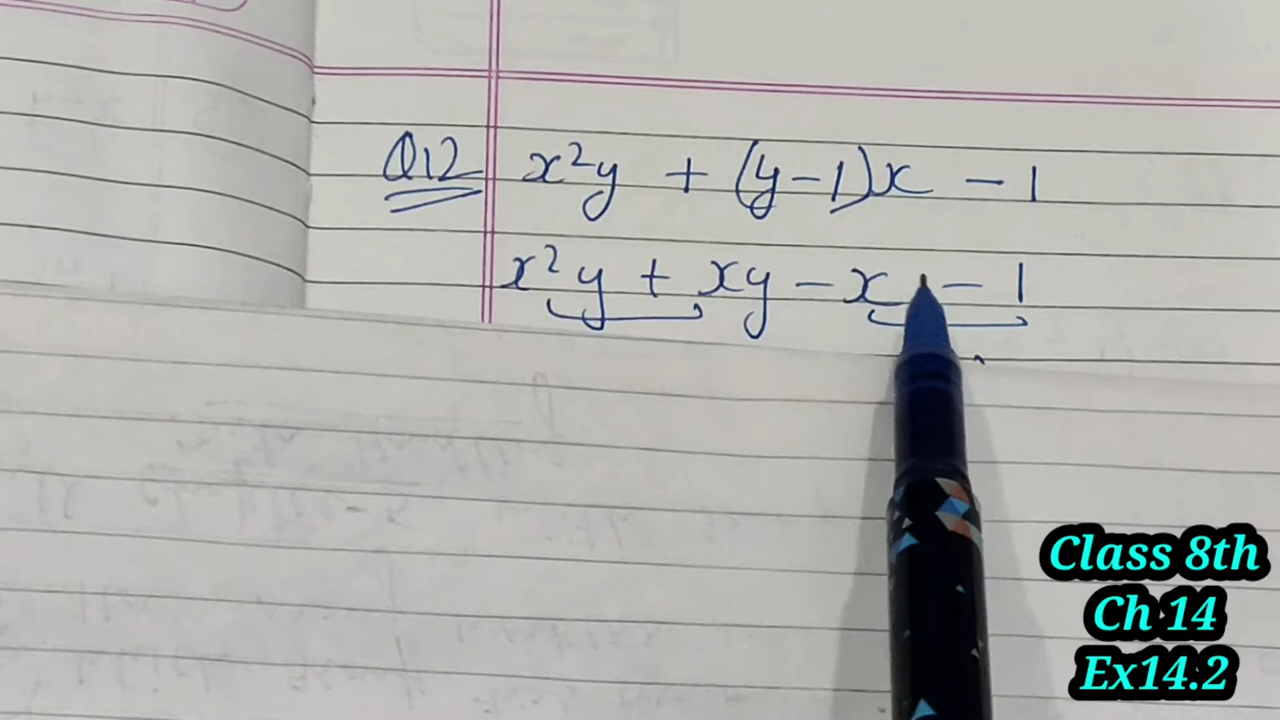 Q12 x²y + (y-1)x - 1
x²y + xy - x - 1
Class 8th
Ch 14
Ex14.2